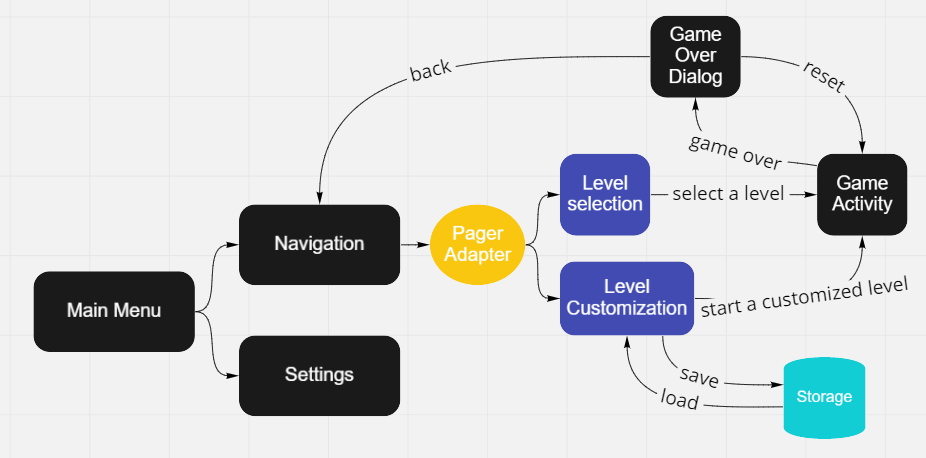 Game
Over
Dialog
back
reset
game over
Level
selection
select a level
Game
Activity
Navigation
Pager
Adapter
Level
Customization
start a customized level
Main Menu
Settings
save
load
Storage